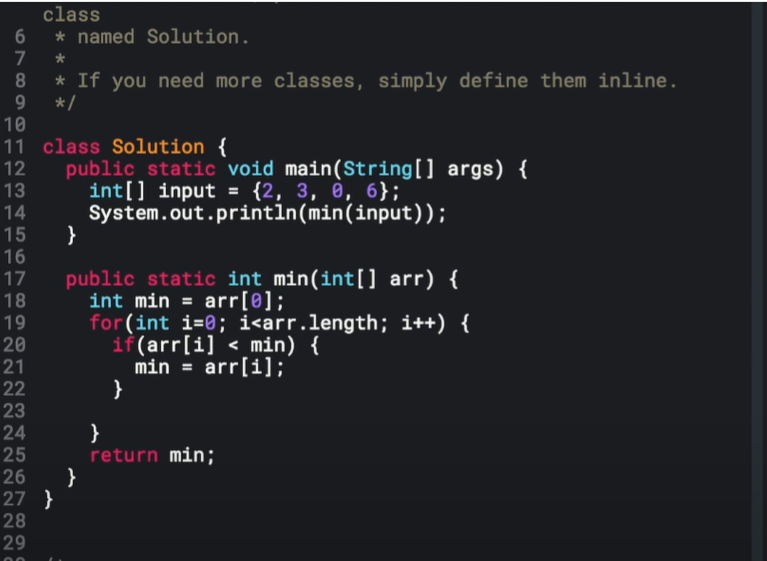 class
6 * named Solution.
7 *
8 * If you need more classes, simply define them inline.
9 */
10
11 class Solution {
12 public static void main(String[] args) {
13 int[] input = {2, 3, 0, 6};
14 System.out.println(min(input));
15 }
16
17 public static int min(int[] arr) {
18 int min = arr[0];
19 for(int i=0; i<arr.length; i++) {
20 if(arr[i] < min) {
21 min = arr[i];
22 }
23
24 }
25 return min;
26 }
27 }
28
29